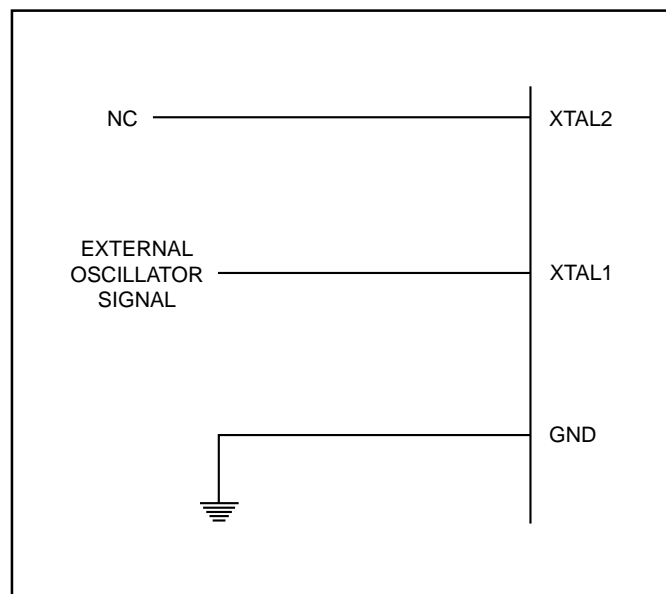 NC
XTAL2
EXTERNAL
OSCILLATOR
SIGNAL
XTAL1
GND